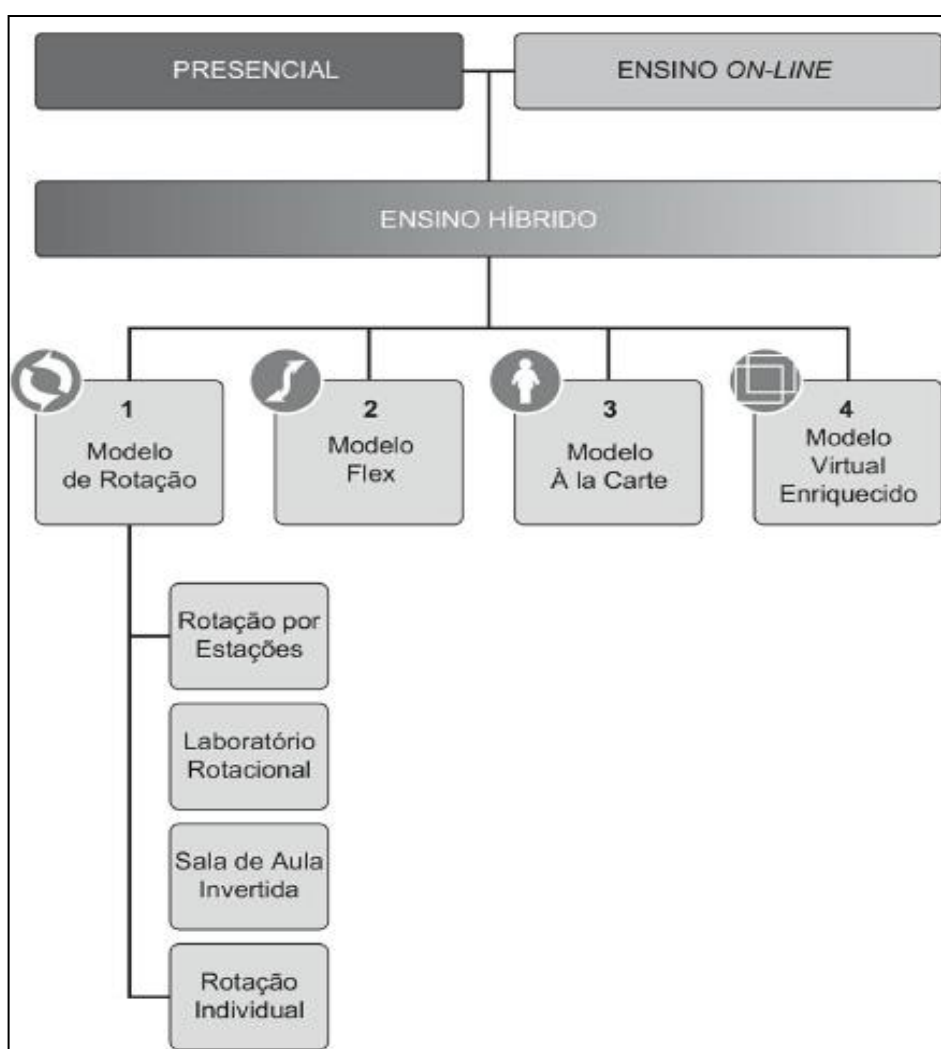 PRESENCIAL
ENSINO ON-LINE
ENSINO HÍBRIDO
1
Modelo
de Rotação
2
Modelo
Flex
3
Modelo
À la Carte
4
Modelo
Virtual
Enriquecido
Rotação por
Estações
Laboratório
Rotacional
Sala de Aula
Invertida
Rotação
Individual